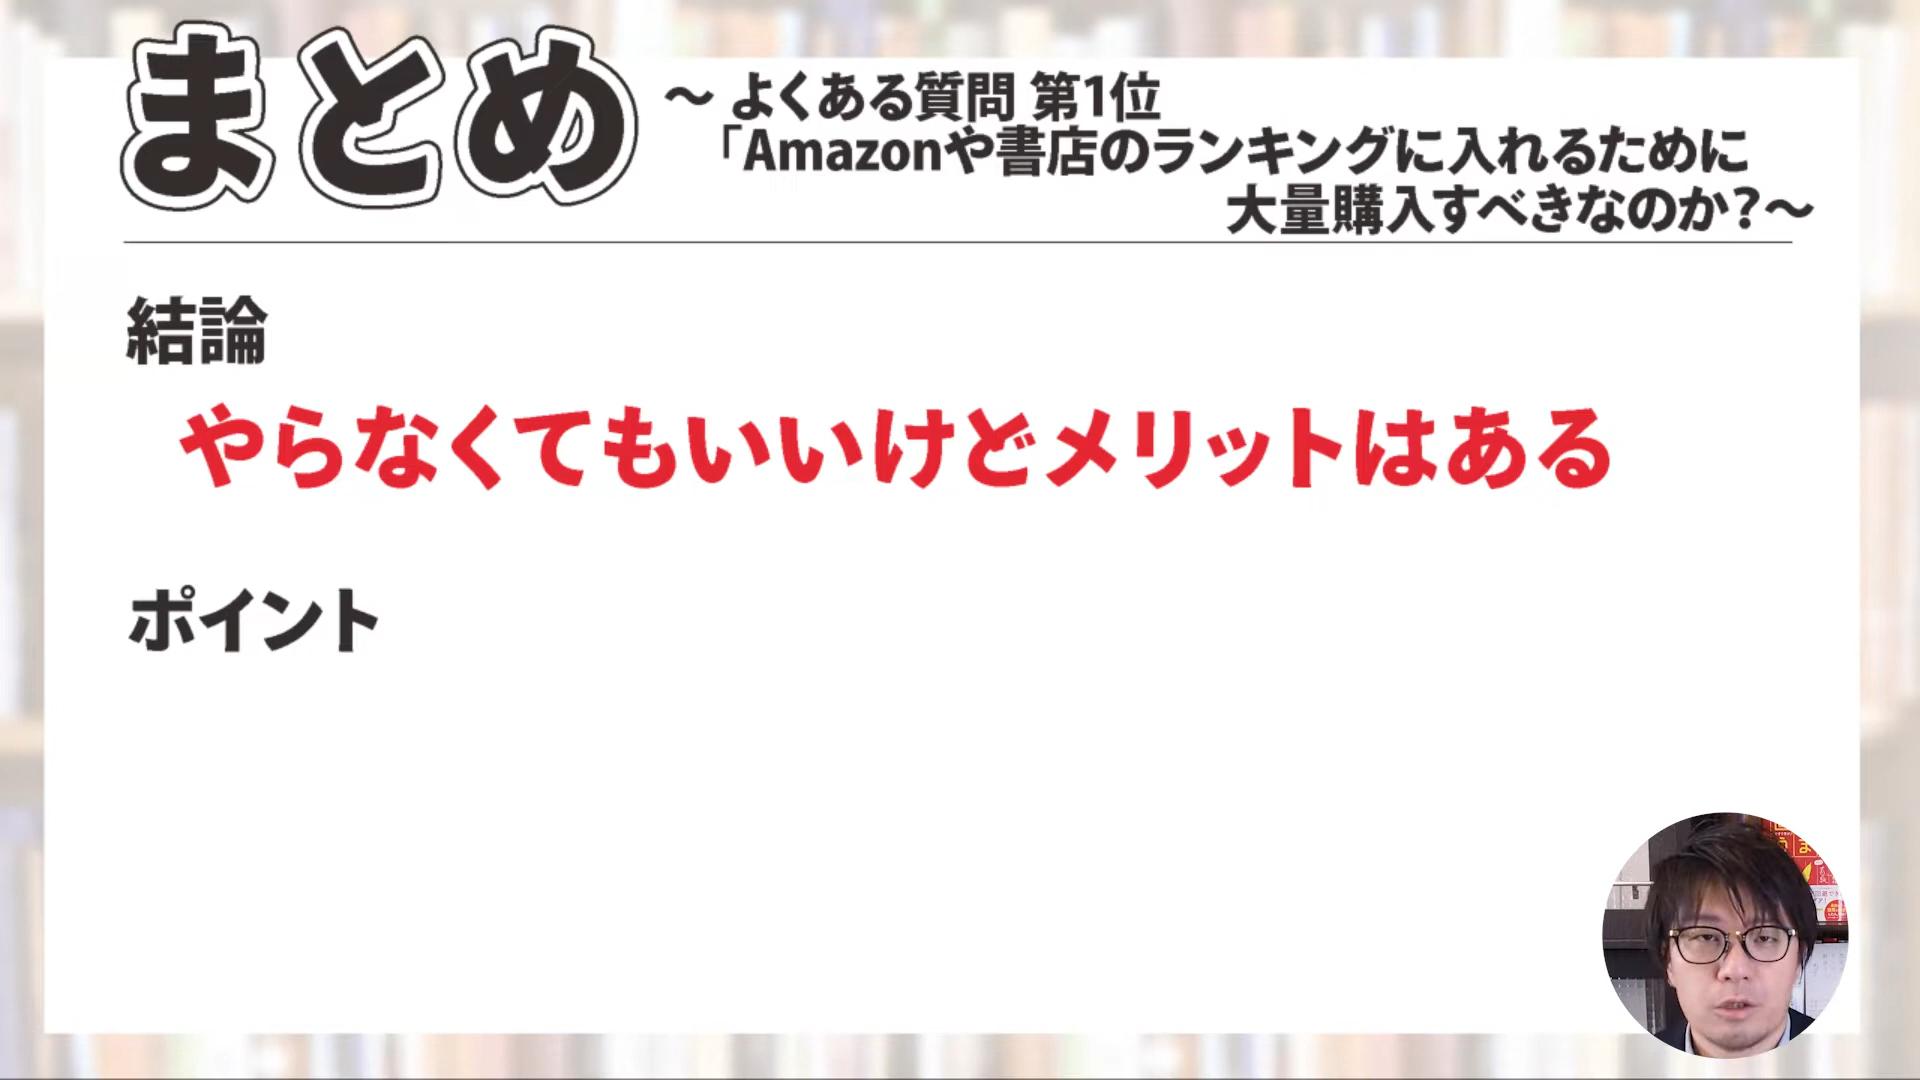 まとめ
～ よくある質問 第1位
「Amazonや書店のランキングに入れるために
大量購入すべきなのか?～
結論
やらなくてもいいけどメリットはある
ポイント